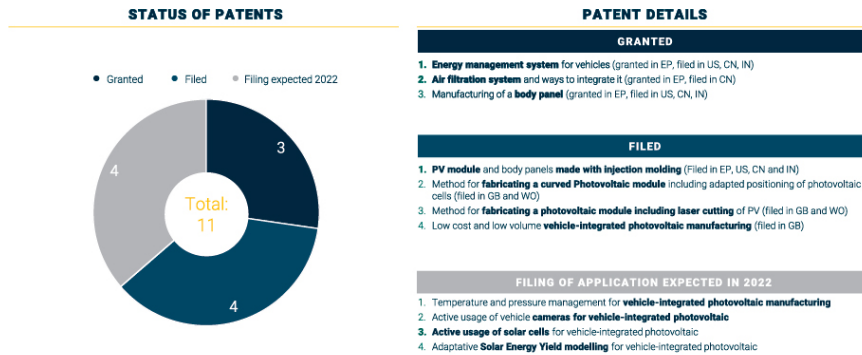 STATUS OF PATENTS
Granted
Filed
Filing expected 2022
3
4
4
Total:
11
PATENT DETAILS
GRANTED
1. Energy management system for vehicles (granted in EP, filed in US, CN, IN)
2. Air filtration system and ways to integrate it (granted in EP, filed in CN)
3. Manufacturing of a body panel (granted in EP, filed in US, CN, IN)
FILED
1. PV module and body panels made with injection molding (Filed in EP, US, CN and IN)
2. Method for fabricating a curved Photovoltaic module including adapted positioning of photovoltaic
cells (filed in GB and WO)
3. Method for fabricating a photovoltaic module including laser cutting of PV (filed in GB and WO)
4. Low cost and low volume vehicle-integrated photovoltaic manufacturing (filed in GB)
FILING OF APPLICATION EXPECTED IN 2022
1. Temperature and pressure management for vehicle-integrated photovoltaic manufacturing
2. Active usage of vehicle cameras for vehicle-integrated photovoltaic
3. Active usage of solar cells for vehicle-integrated photovoltaic
4. Adaptative Solar Energy Yield modelling for vehicle-integrated photovoltaic